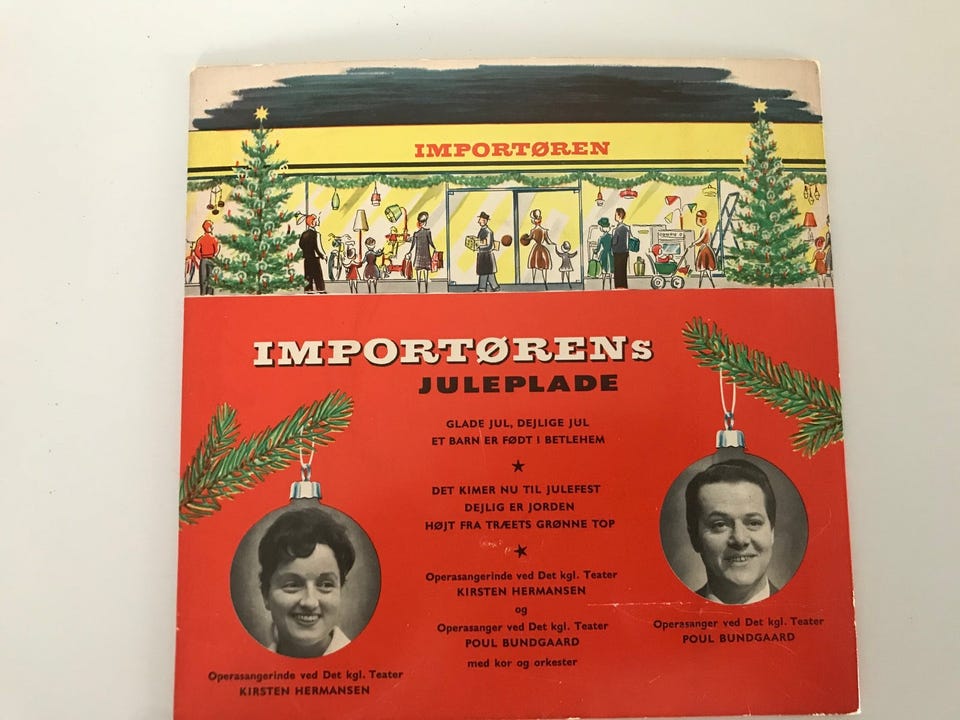 IMPORTØREN
IMPORTØRENs
JULEPLADE
GLADE JUL, DEJLIGE JUL
ET BARN ER FØDT I BETLEHEM
DET KIMER NU TIL JULEFEST
DEJLIG ER JORDEN
HØJT FRA TRÆETS GRØNNE TOP
Operasangerinde ved Det kgl. Teater
KIRSTEN HERMANSEN
og
Operasanger ved Det kgl. Teater
POUL BUNDGAARD
med kor og orkester
Operasangerinde ved Det kgl. Teater
KIRSTEN HERMANSEN
Operasanger ved Det kgl. Teater
POUL BUNDGAARD